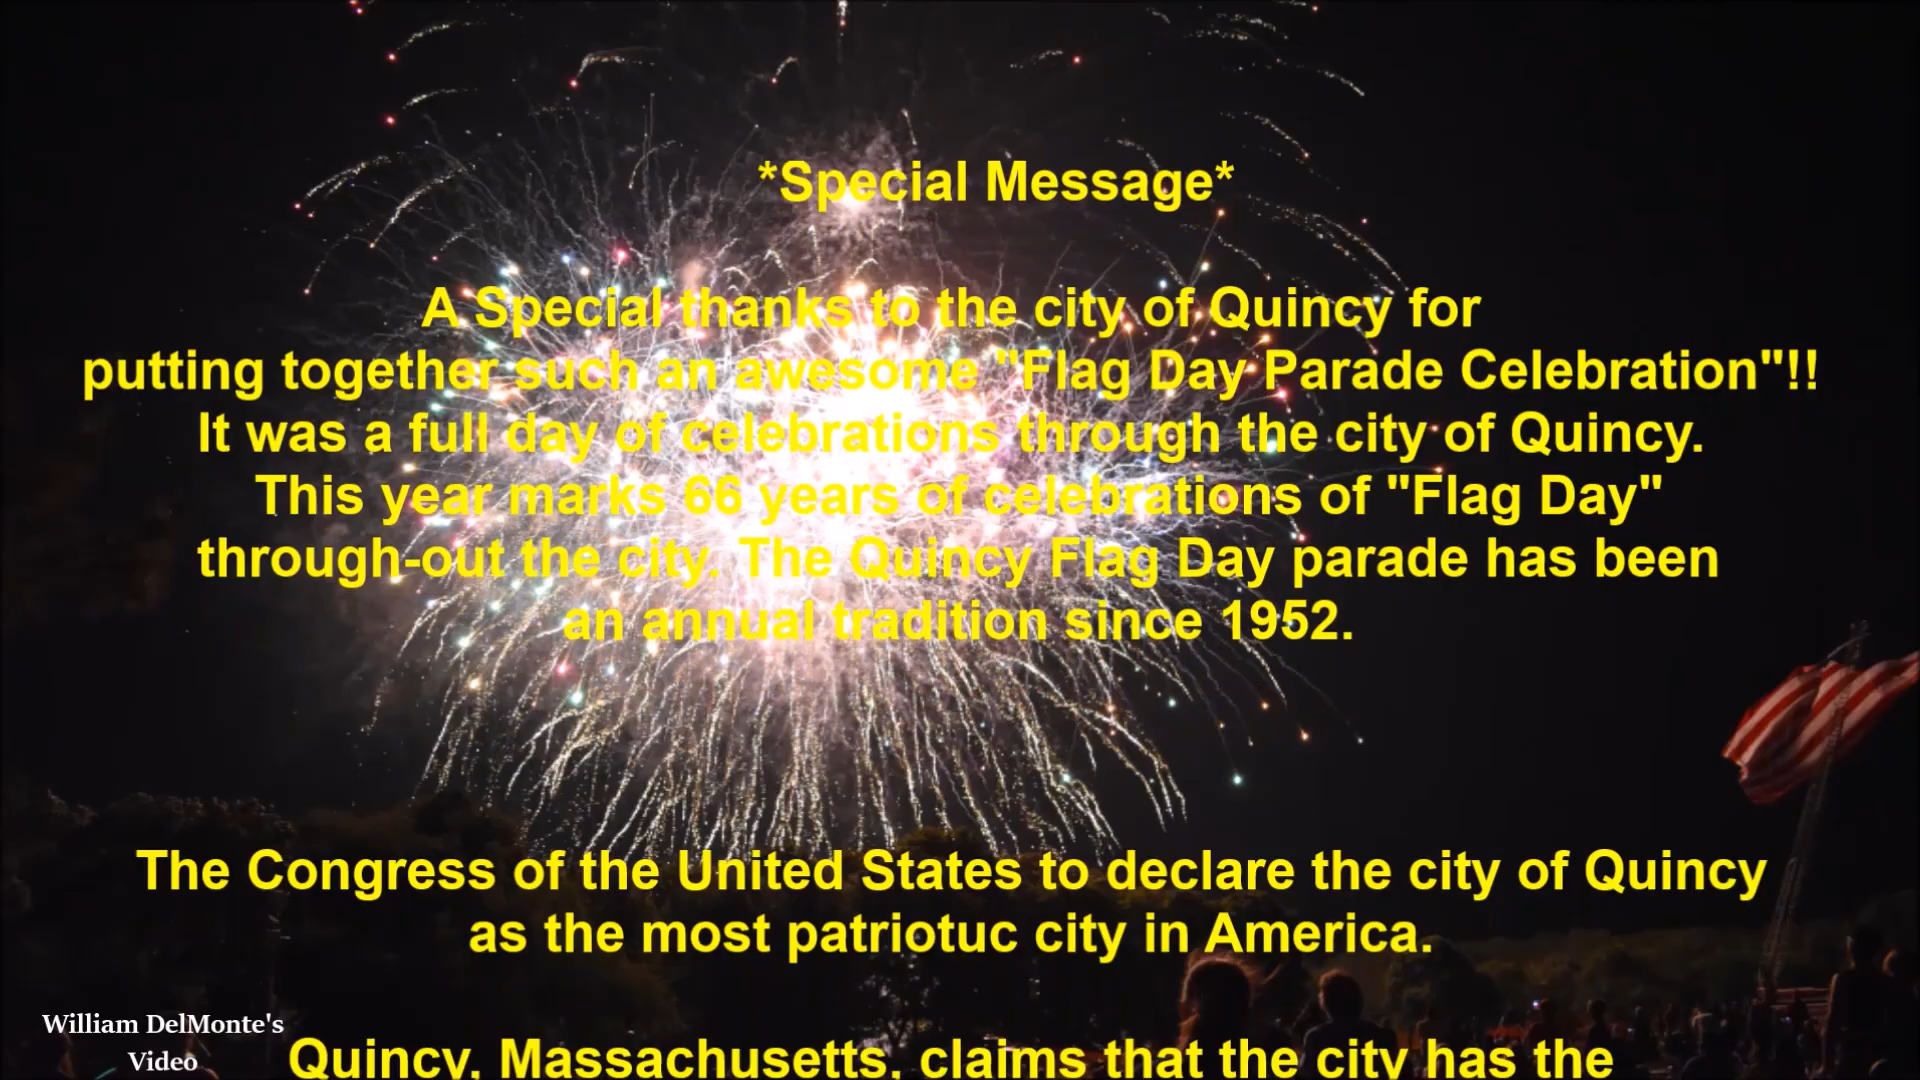 *Special Message*
A Special thanks to the city of Quincy for
putting together such an awesome "Flag Day Parade Celebration"!!
It was a full day of celebrations through the city of Quincy.
This year marks 66 years of celebrations of "Flag Day"
through-out the city. The Quincy Flag Day parade has been
an annual tradition since 1952.
The Congress of the United States to declare the city of Quincy
as the most patriotuc city in America.
Quincy, Massachusetts, claims that the city has the
William DelMonte's
Video